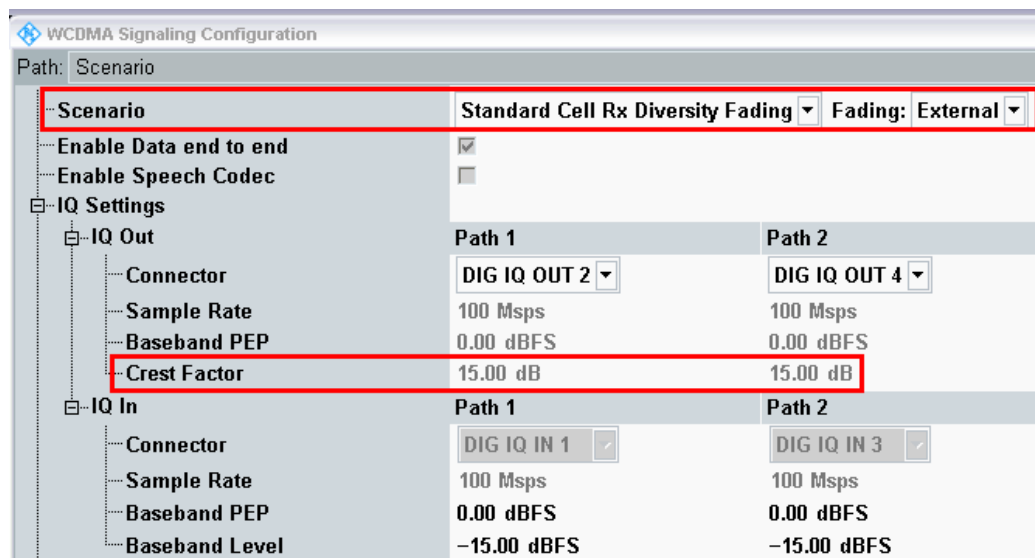 WCDMA Signaling Configuration
Path: Scenario
Scenario Standard Cell Rx Diversity Fading Fading: External
Enable Data end to end
Enable Speech Codec
IQ Settings
IQ Out Path 1 Path 2
Connector DIG IQ OUT 2 DIG IQ OUT 4
Sample Rate 100 Msps 100 Msps
Baseband PEP 0.00 dBFS 0.00 dBFS
Crest Factor 15.00 dB 15.00 dB
IQ In Path 1 Path 2
Connector DIG IQ IN 1 DIG IQ IN 3
Sample Rate 100 Msps 100 Msps
Baseband PEP 0.00 dBFS 0.00 dBFS
Baseband Level −15.00 dBFS −15.00 dBFS